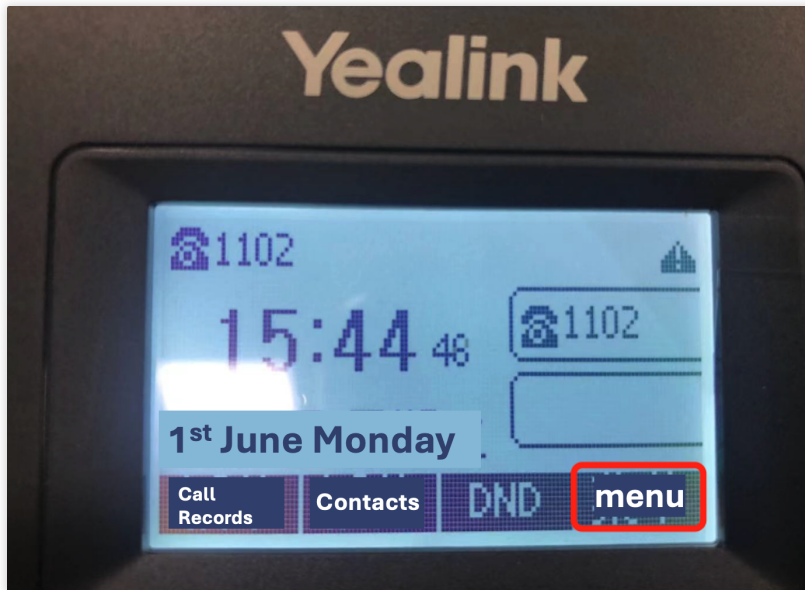 Yealink
1102
15:44 48
1102
1st June Monday
Call Records
Contacts
DND
menu